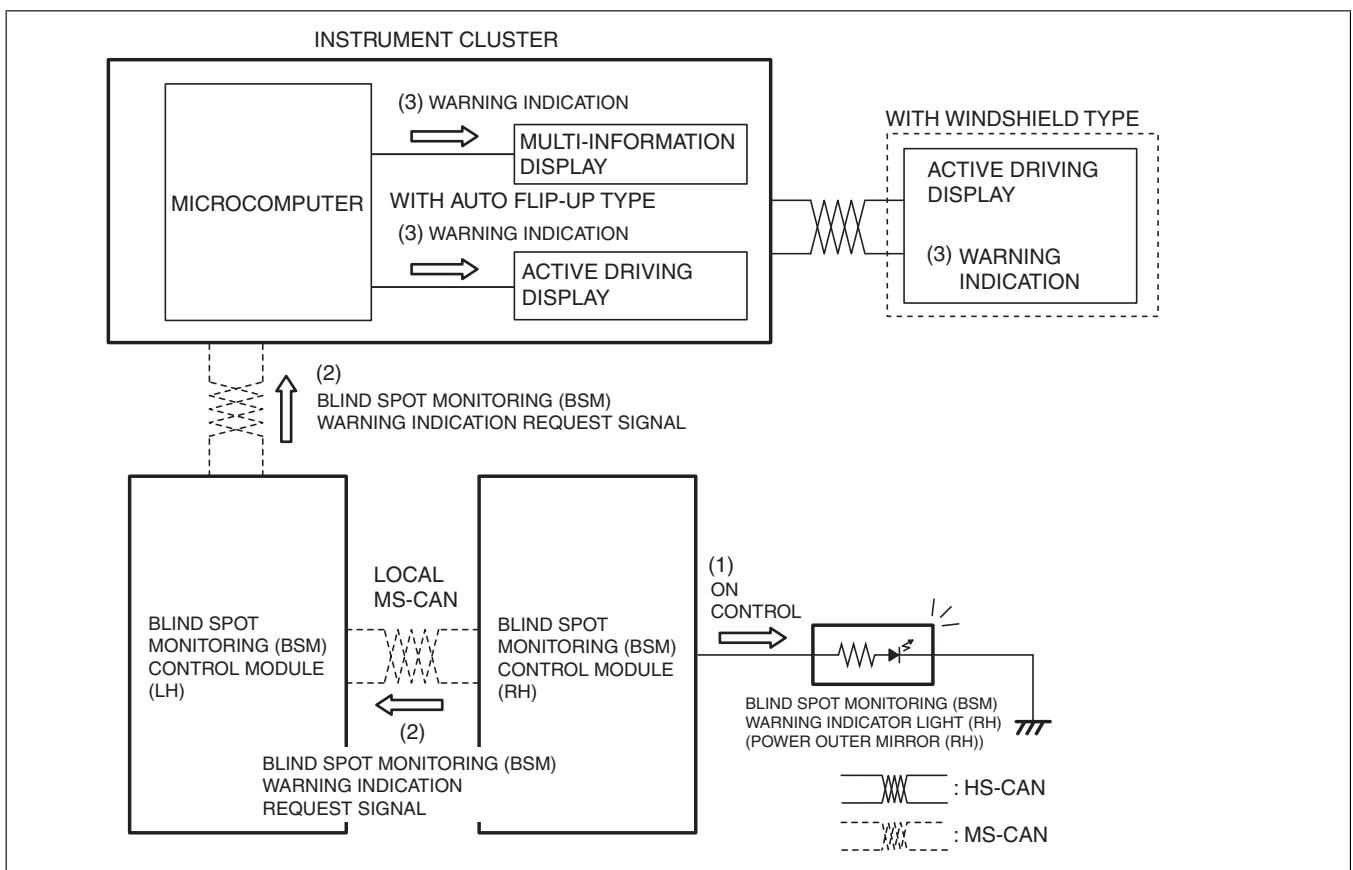 INSTRUMENT CLUSTER
(3) WARNING INDICATION
MULTI-INFORMATION
DISPLAY
MICROCOMPUTER
WITH AUTO FLIP-UP TYPE
(3) WARNING INDICATION
ACTIVE DRIVING
DISPLAY
WITH WINDSHIELD TYPE
ACTIVE DRIVING
DISPLAY
(3) WARNING
INDICATION
(2)
BLIND SPOT MONITORING (BSM)
WARNING INDICATION REQUEST SIGNAL
BLIND SPOT
MONITORING (BSM)
CONTROL MODULE
(LH)
LOCAL
MS-CAN
(2)
BLIND SPOT MONITORING (BSM)
WARNING INDICATION
REQUEST SIGNAL
BLIND SPOT
MONITORING (BSM)
CONTROL MODULE
(RH)
(1)
ON
CONTROL
BLIND SPOT MONITORING (BSM)
WARNING INDICATOR LIGHT (RH)
(POWER OUTER MIRROR (RH))
: HS-CAN
: MS-CAN